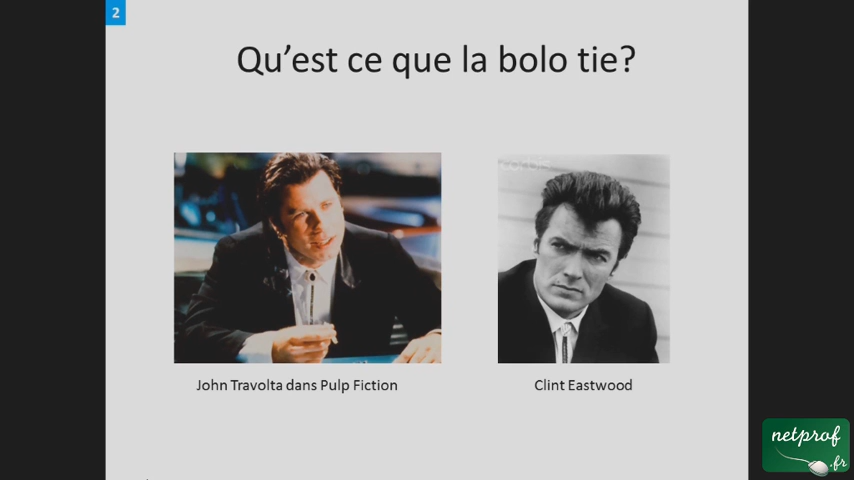 2
Qu’est ce que la bolo tie?
John Travolta dans Pulp Fiction
Clint Eastwood
netprof
.fr